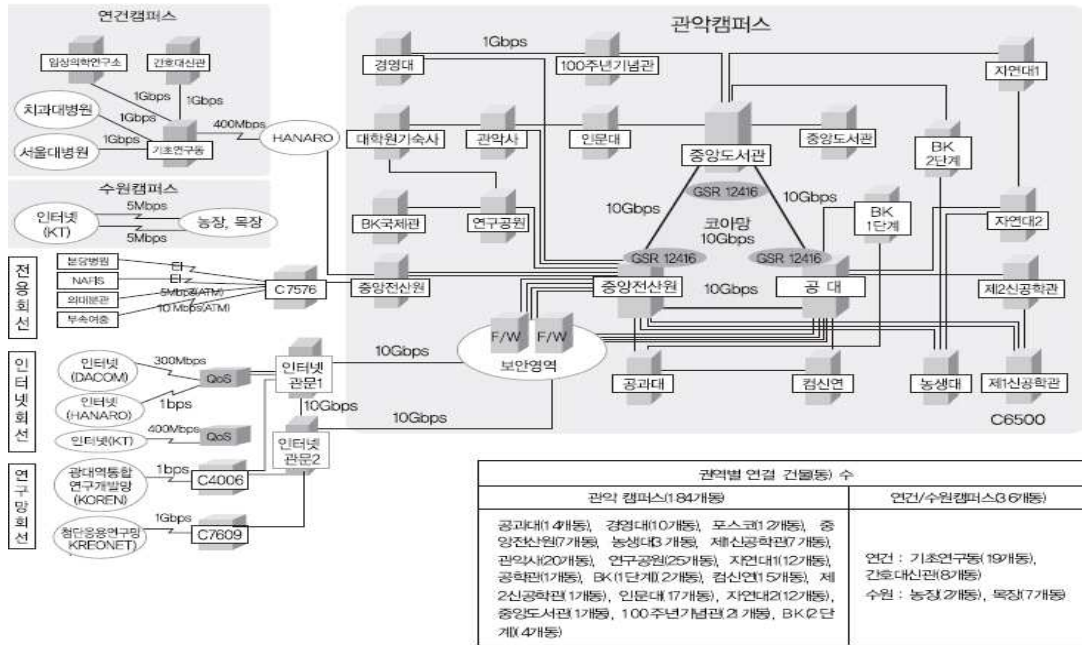 연건캠퍼스
임상의학연구소
간호대신관
1Gbps
1Gbps
치과대병원
1Gbps
400Mbps
HANARO
1Gbps
서울대병원
기초연구동
수원캠퍼스
인터넷
(KT)
5Mbps
5Mbps
농장, 목장
전용회선
분당병원
NAFIS
의대분관
부속여중
EI
EI
5Mbps(ATM)
10 Mbps(ATM)
C7576
중앙전산원
인터넷회선
인터넷
(DACOM)
300Mbps
QoS
인터넷
(HANARO)
1bps
인터넷(KT)
400Mbps
QoS
인터넷
관문1
10Gbps
10Gbps
인터넷
관문2
10Gbps
연구망회선
광대역통합
연구개발망
(KOREN)
1bps
C4006
첨단응용연구망
KREONET)
1Gbps
C7609
관악캠퍼스
경영대
1Gbps
100주년기념관
자연대1
대학원기숙사
관악사
인문대
중앙도서관
중앙도서관
BK
2단계
GSR 12416
BK국제관
연구공원
10Gbps
코아망
10Gbps
10Gbps
BK
1단계
자연대2
GSR 12416
GSR 12416
중앙전산원
10Gbps
공 대
제2신공학관
F/W
F/W
보안영역
공과대
컴신연
농생대
제1신공학관
C6500
권역별 연결 건물(동) 수
관악 캠퍼스(184개동)
연건/수원캠퍼스(36개동)
공과대(14개동), 경영대(10개동), 포스코(12개동), 중
앙전산원(7개동), 농생대(3개동), 제1신공학관(7개동),
관악사(20개동), 연구공원(25개동), 자연대1(12개동),
공학관(1개동), BK(1단계)(2개동), 컴신연(15개동), 제
2신공학관(1개동), 인문대(17개동), 자연대2(12개동),
중앙도서관(1개동), 100주년기념관(21개동), BK(2단
계)(4개동)
연건 : 기초연구동(19개동),
간호대신관(8개동)
수원 : 농장(2개동), 목장(7개동)